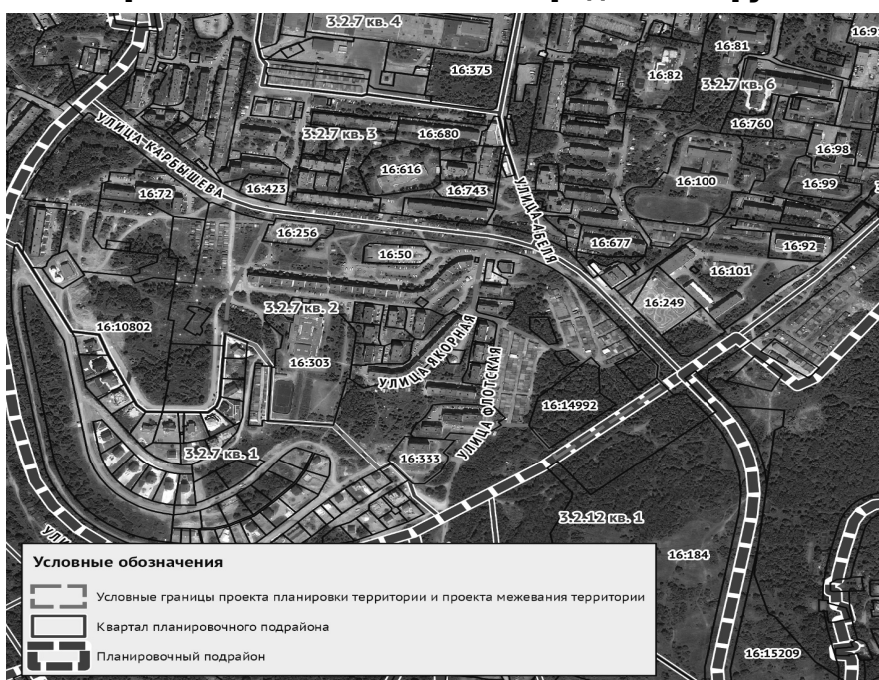 3.2.7 кв. 4
16:81
16:375
16:82
3.2.7 кв. 6
16:760
УЛИЦА КАРБЫШЕВА
3.2.7 кв. 3
16:680
16:98
16:616
16:100
16:99
16:72
16:423
16:743
УЛИЦА АБЕЛЯ
16:256
16:677
16:92
16:50
16:101
3.2.7 кв. 2
16:249
16:10802
16:303
УЛИЦА ЯКОРНАЯ
УЛИЦА ФЛОТСКАЯ
16:14992
3.2.7 кв. 1
16:333
3.2.12 кв. 1
16:184
16:15209
Условные обозначения
Условные границы проекта планировки территории и проекта межевания территории
Квартал планировочного подрайона
Планировочный подрайон